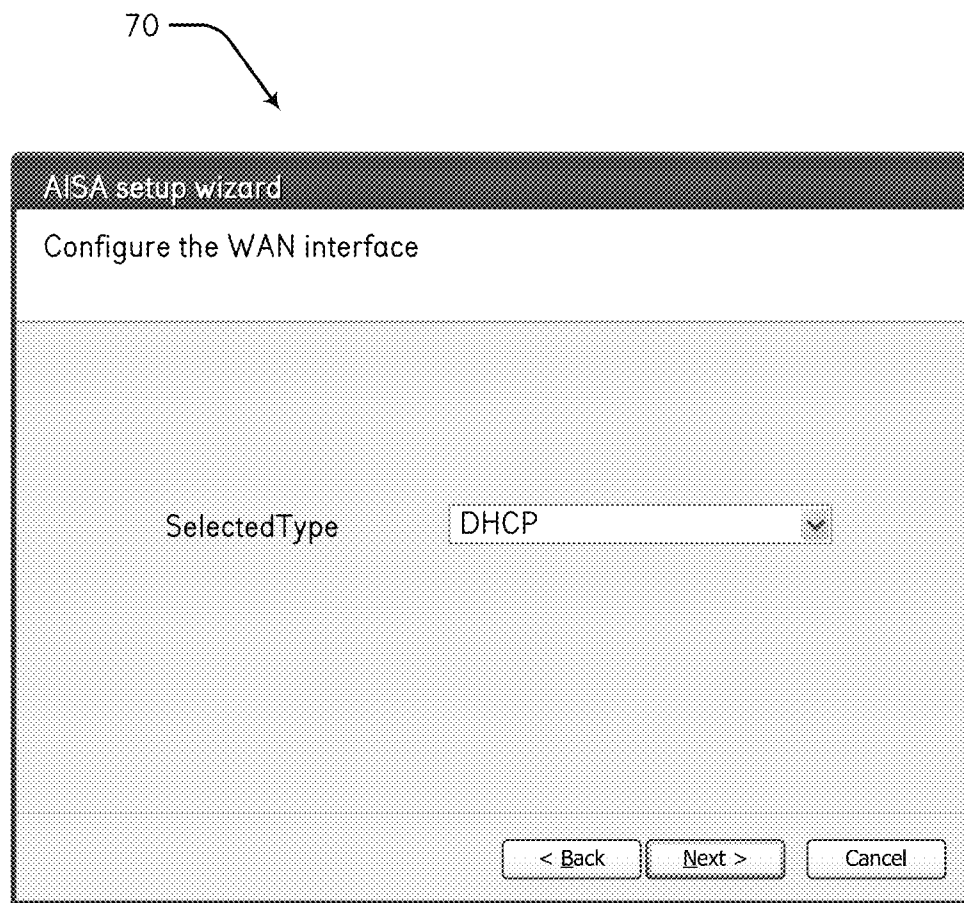 70
AISA setup wizard
Configure the WAN interface
SelectedType DHCP
< Back Next > Cancel